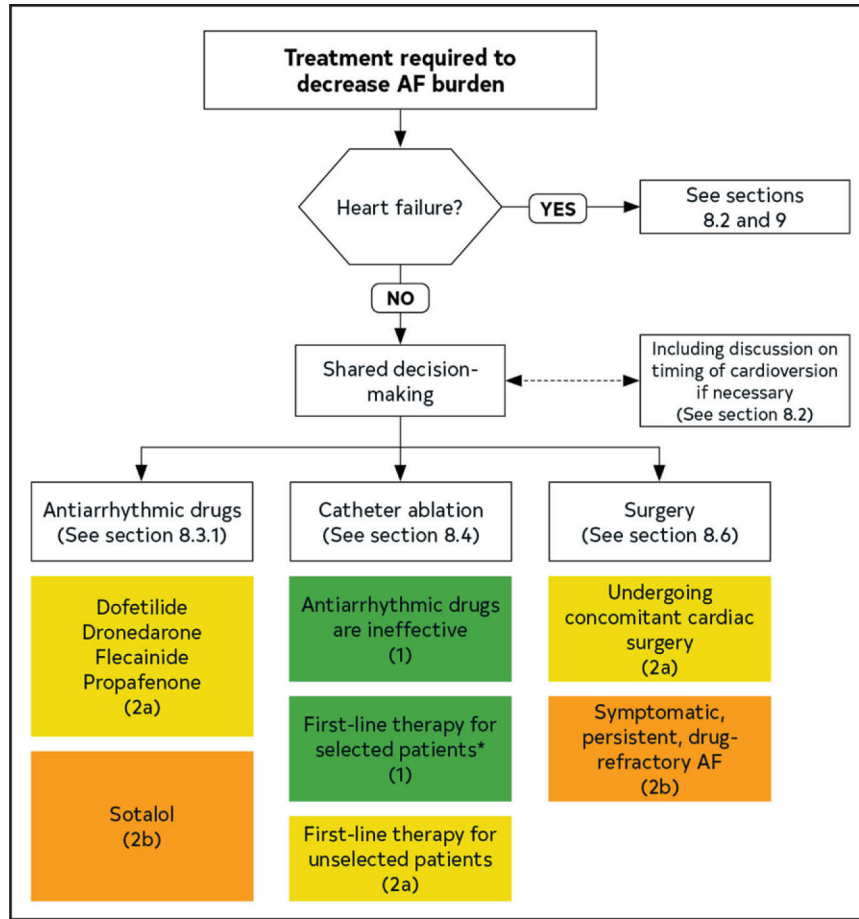 Treatment required to
decrease AF burden
Heart failure?
YES
See sections
8.2 and 9
NO
Shared decision-
making
Including discussion on
timing of cardioversion
if necessary
(See section 8.2)
Antiarrhythmic drugs
(See section 8.3.1)
Catheter ablation
(See section 8.4)
Surgery
(See section 8.6)
Dofetilide
Dronedarone
Flecainide
Propafenone
(2a)
Sotalol
(2b)
Antiarrhythmic drugs
are ineffective
(1)
First-line therapy for
selected patients*
(1)
First-line therapy for
unselected patients
(2a)
Undergoing
concomitant cardiac
surgery
(2a)
Symptomatic,
persistent, drug-
refractory AF
(2b)